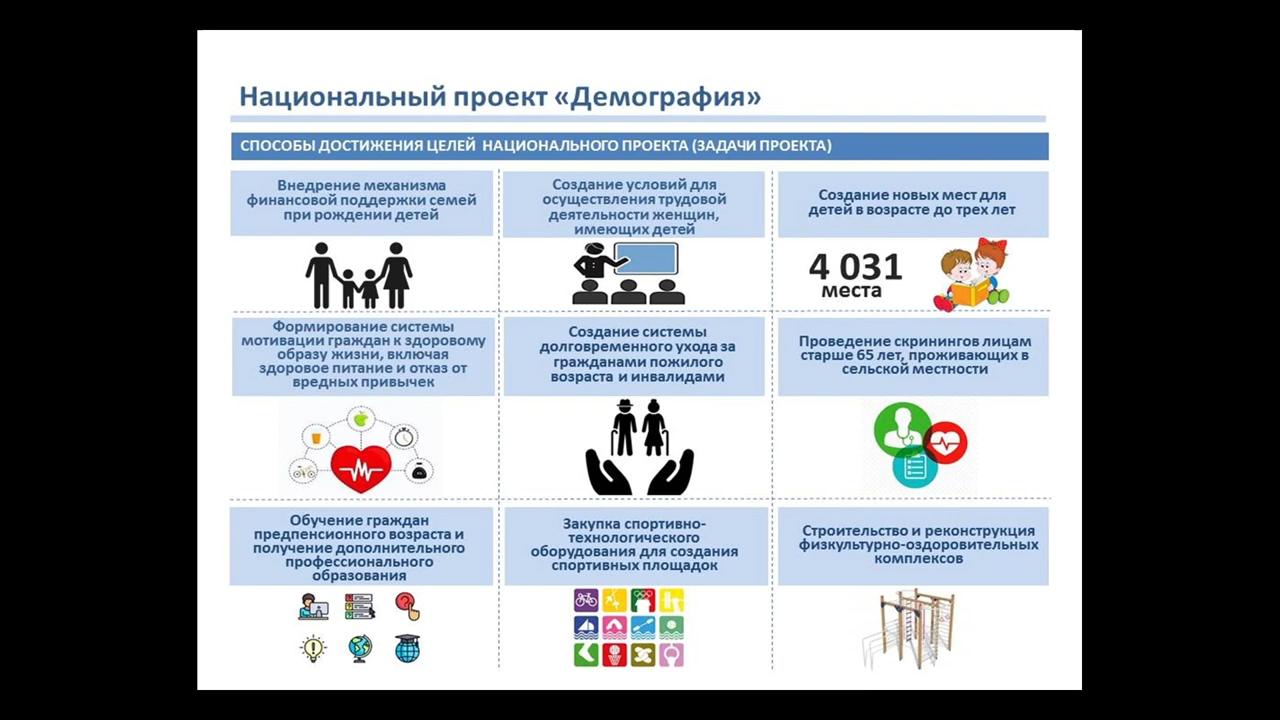 Национальный проект «Демография»
СПОСОБЫ ДОСТИЖЕНИЯ ЦЕЛЕЙ НАЦИОНАЛЬНОГО ПРОЕКТА (ЗАДАЧИ ПРОЕКТА)
Внедрение механизма
финансовой поддержки семей
при рождении детей
Создание условий для
осуществления трудовой
деятельности женщин,
имеющих детей
Создание новых мест для
детей в возрасте до трех лет
4 031
места
Формирование системы
мотивации граждан к здоровому
образу жизни, включая
здоровое питание и отказ от
вредных привычек
Создание системы
долговременного ухода за
гражданами пожилого
возраста и инвалидами
Проведение скринингов лицам
старше 65 лет, проживающих в
сельской местности
Обучение граждан
предпенсионного возраста и
получение дополнительного
профессионального
образования
Закупка спортивно-
технологического
оборудования для создания
спортивных площадок
Строительство и реконструкция
физкультурно-оздоровительных
комплексов